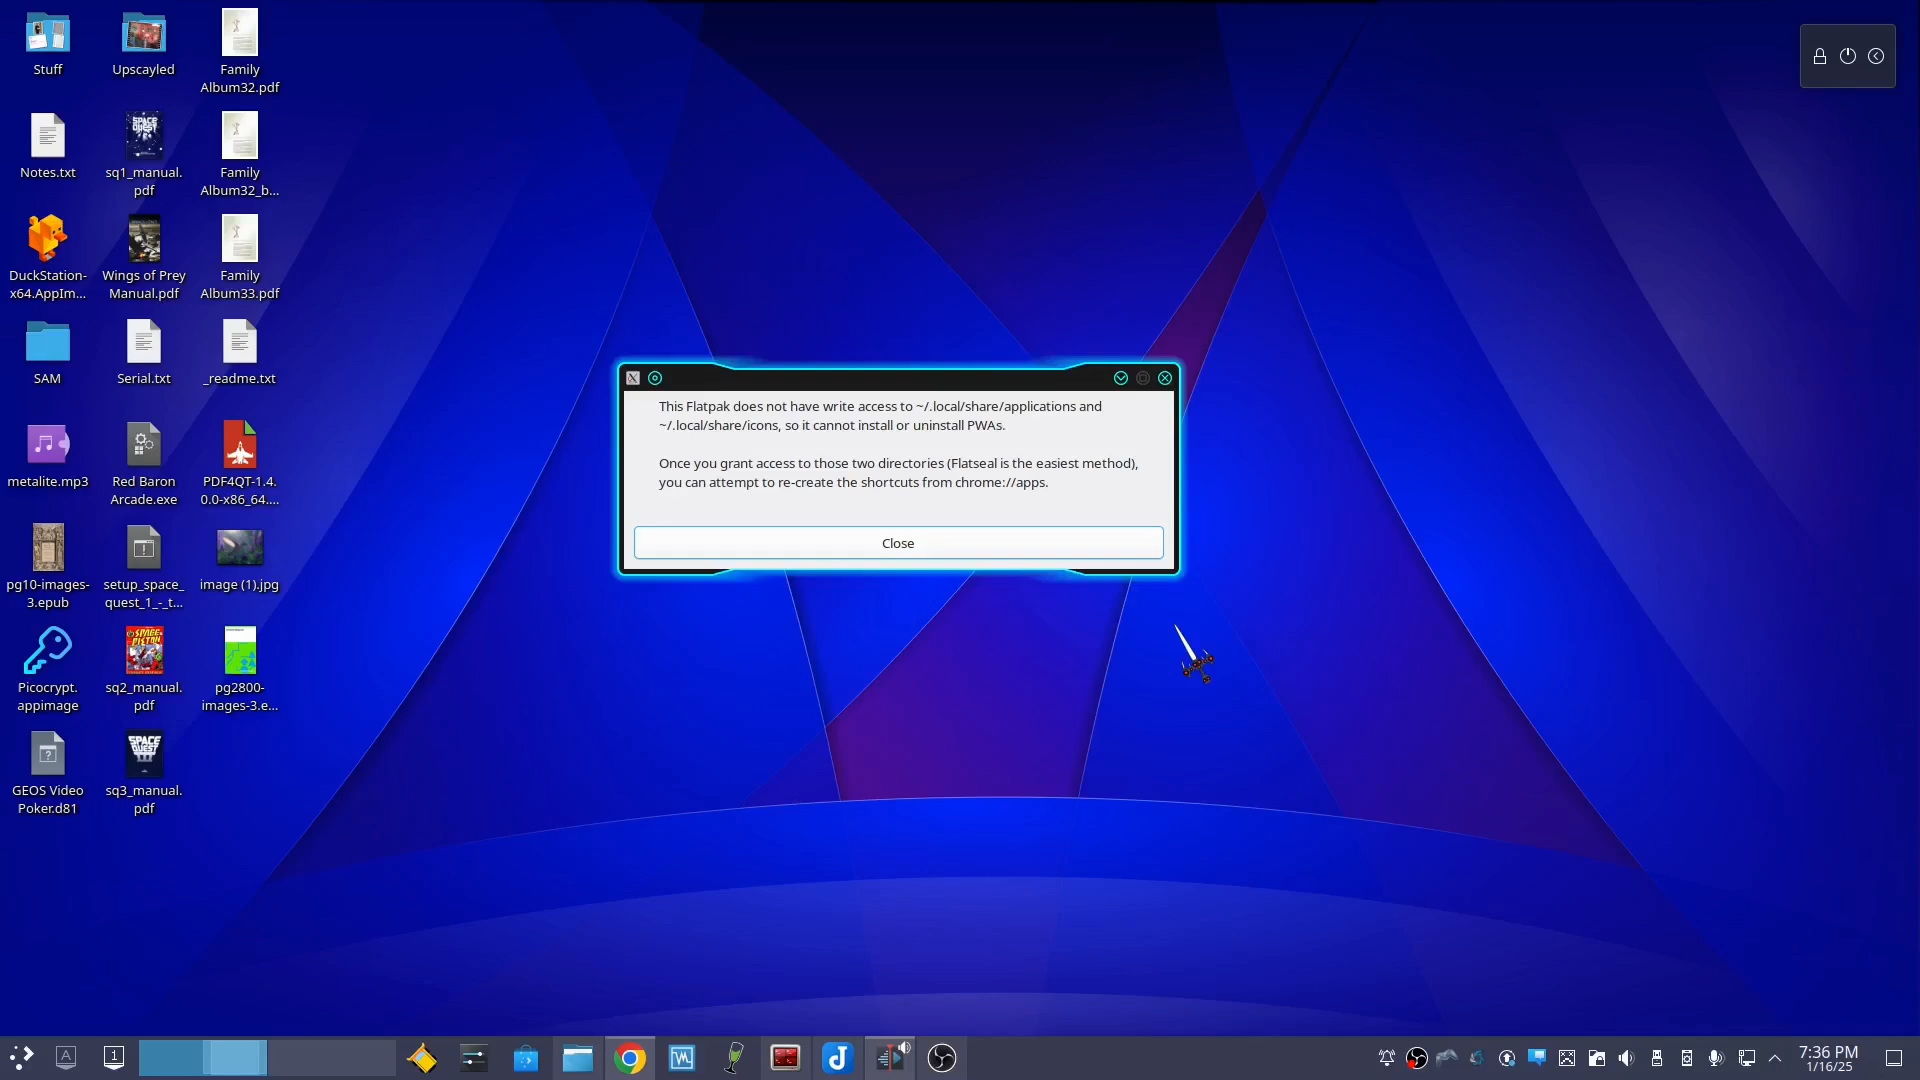 Stuff
Upscayled
Family
Album32.pdf
Notes.txt
SPACE
QUEST
sq1_manual.
pdf
Family
Album32_b...
DuckStation-
x64.AppIm...
Wings of Prey
Manual.pdf
Family
Album33.pdf
SAM
Serial.txt
_readme.txt
metalite.mp3
Red Baron
Arcade.exe
PDF4QT-1.4.
0.0-x86_64....
pg10-images-
3.epub
setup_space_
quest_1_-_t...
image (1).jpg
Picocrypt.
appimage
sq2_manual.
pdf
pg2800-
images-3.e...
GEOS Video
Poker.d81
SPACE
QUEST
III
sq3_manual.
pdf
This Flatpak does not have write access to ~/.local/share/applications and
~/.local/share/icons, so it cannot install or uninstall PWAs.
Once you grant access to those two directories (Flatseal is the easiest method),
you can attempt to re-create the shortcuts from chrome://apps.
Close
A
1
7:36 PM
1/16/25